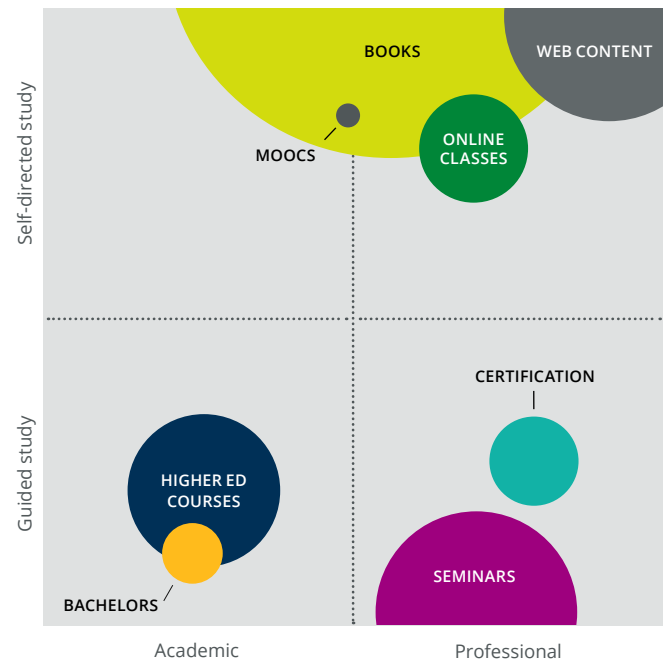 BOOKS
WEB CONTENT
MOOCS
ONLINE
CLASSES
Self-directed study
CERTIFICATION
Guided study
HIGHER ED
COURSES
SEMINARS
BACHELORS
Academic
Professional